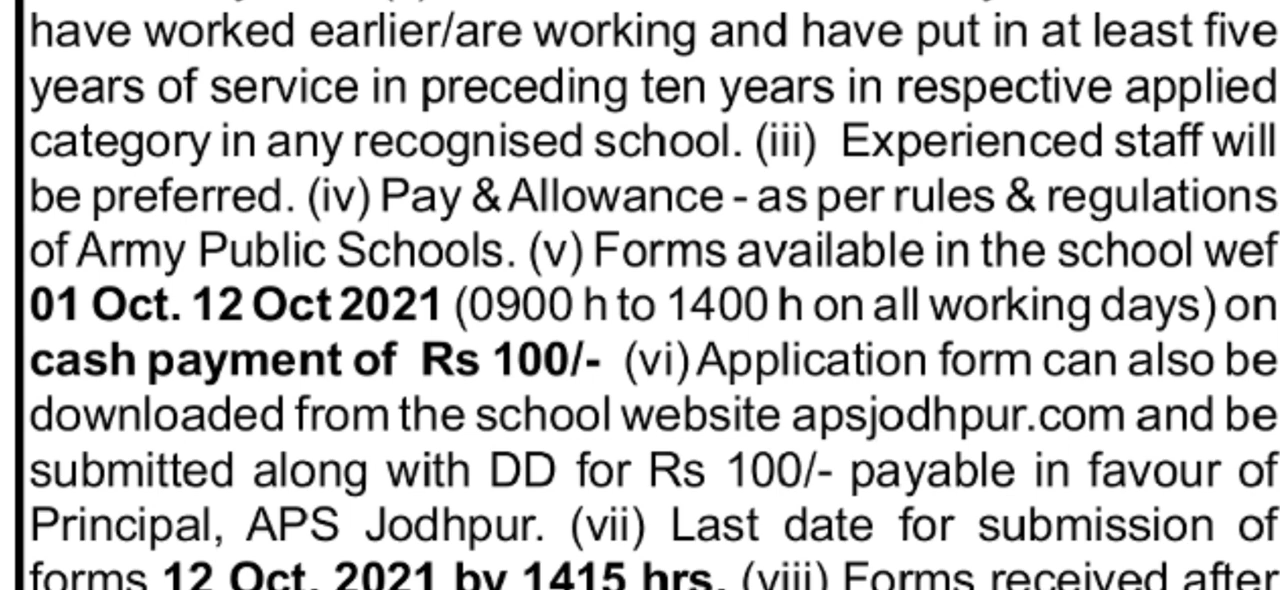 have worked earlier/are working and have put in at least five
years of service in preceding ten years in respective applied
category in any recognised school. (iii) Experienced staff will
be preferred. (iv) Pay & Allowance - as per rules & regulations
of Army Public Schools. (v) Forms available in the school wef
01 Oct. 12 Oct 2021 (0900 h to 1400 h on all working days) on
cash payment of Rs 100/- (vi) Application form can also be
downloaded from the school website apsjodhpur.com and be
submitted along with DD for Rs 100/- payable in favour of
Principal, APS Jodhpur. (vii) Last date for submission of
forms 12 Oct. 2021 by 1415 hrs. (viii) Forms received after